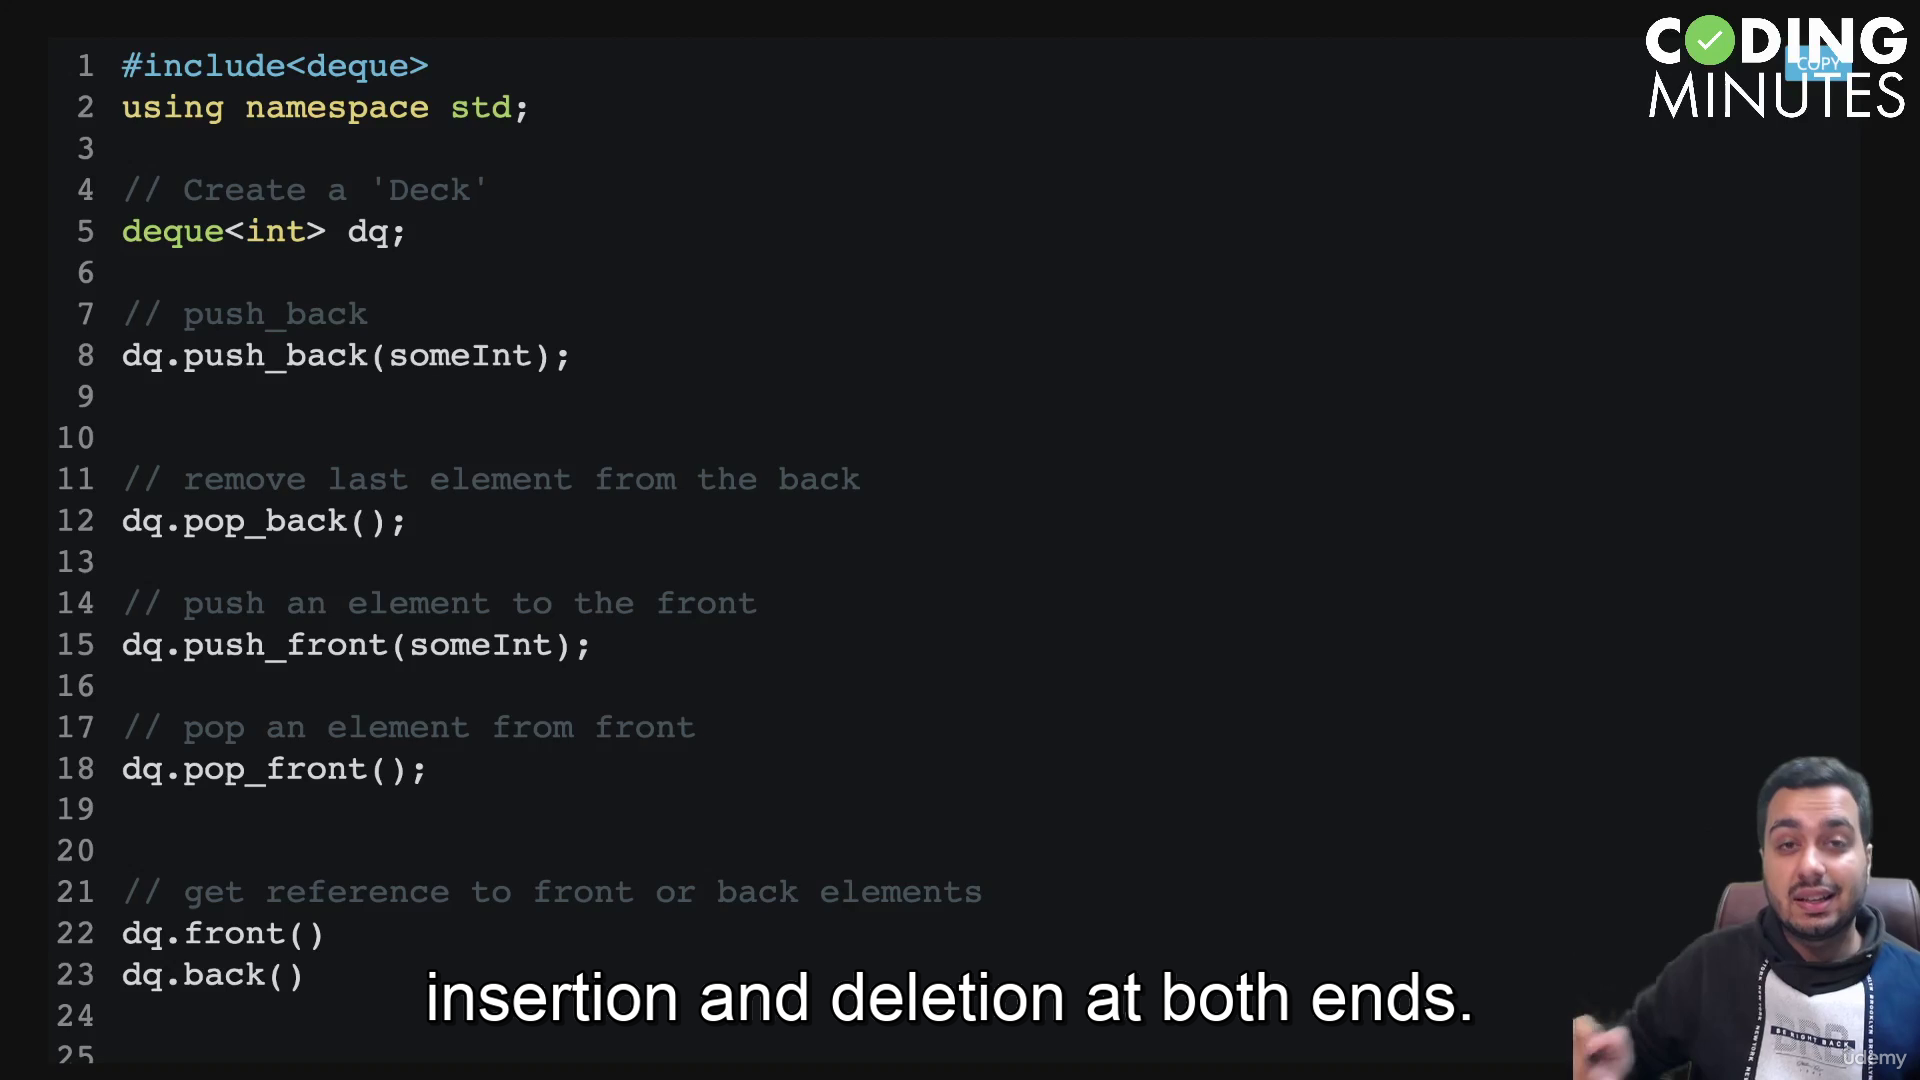 CODING
MINUTES
COPY
1 #include<deque>
2 using namespace std;
3
4 // Create a 'Deck'
5 deque<int> dq;
6
7 // push_back
8 dq.push_back(someInt);
9
10
11 // remove last element from the back
12 dq.pop_back();
13
14 // push an element to the front
15 dq.push_front(someInt);
16
17 // pop an element from front
18 dq.pop_front();
19
20
21 // get reference to front or back elements
22 dq.front()
23 dq.back()
24
25
insertion and deletion at both ends.
BE RIGHT BACK
udemy